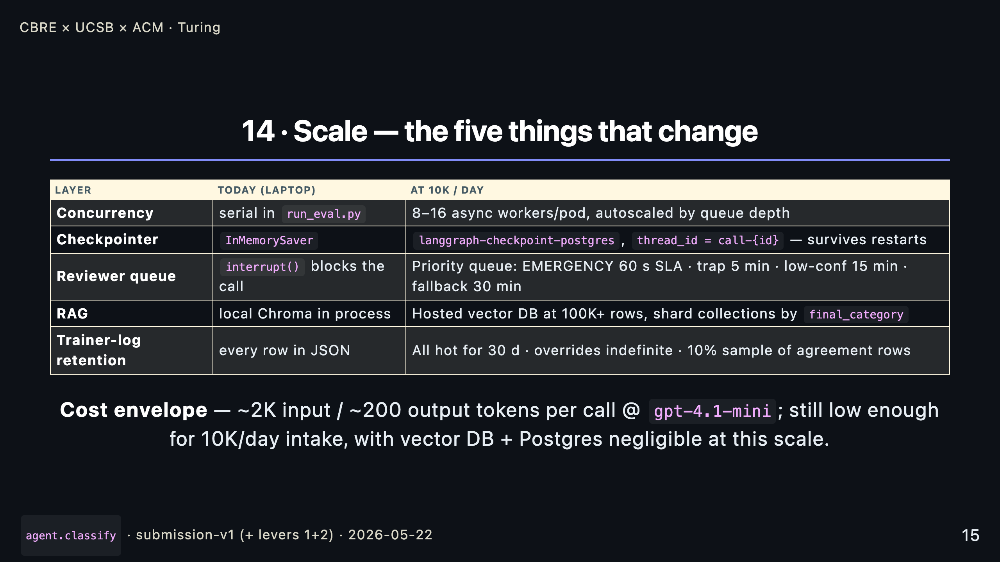 CBRE × UCSB × ACM · Turing
14 · Scale — the five things that change
LAYER TODAY (LAPTOP) AT 10K / DAY
Concurrency serial in run_eval.py 8–16 async workers/pod, autoscaled by queue depth
Checkpointer InMemorySaver langgraph-checkpoint-postgres, thread_id = call-{id} — survives restarts
Reviewer queue
interrupt() blocks the
call
Priority queue: EMERGENCY 60 s SLA · trap 5 min · low-conf 15 min ·
fallback 30 min
RAG local Chroma in process Hosted vector DB at 100K+ rows, shard collections by final_category
Trainer-log
retention
every row in JSON All hot for 30 d · overrides indefinite · 10% sample of agreement rows
Cost envelope — ~2K input / ~200 output tokens per call @ gpt-4.1-mini; still low enough
for 10K/day intake, with vector DB + Postgres negligible at this scale.
agent.classify · submission-v1 (+ levers 1+2) · 2026-05-22
15